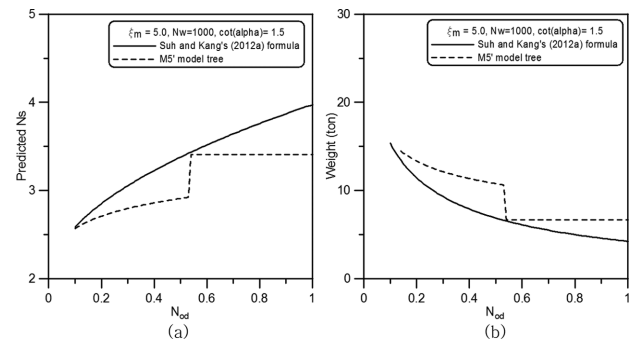 ξm = 5.0, Nw=1000, cot(alpha)= 1.5
Suh and Kang's (2012a) formula
M5' model tree
5
4
3
2
Predicted Ns
0
0.2
0.4
0.6
0.8
1
Nod
(a)
ξm = 5.0, Nw=1000, cot(alpha)= 1.5
Suh and Kang's (2012a) formula
M5' model tree
30
20
10
0
Weight (ton)
0
0.2
0.4
0.6
0.8
1
Nod
(b)